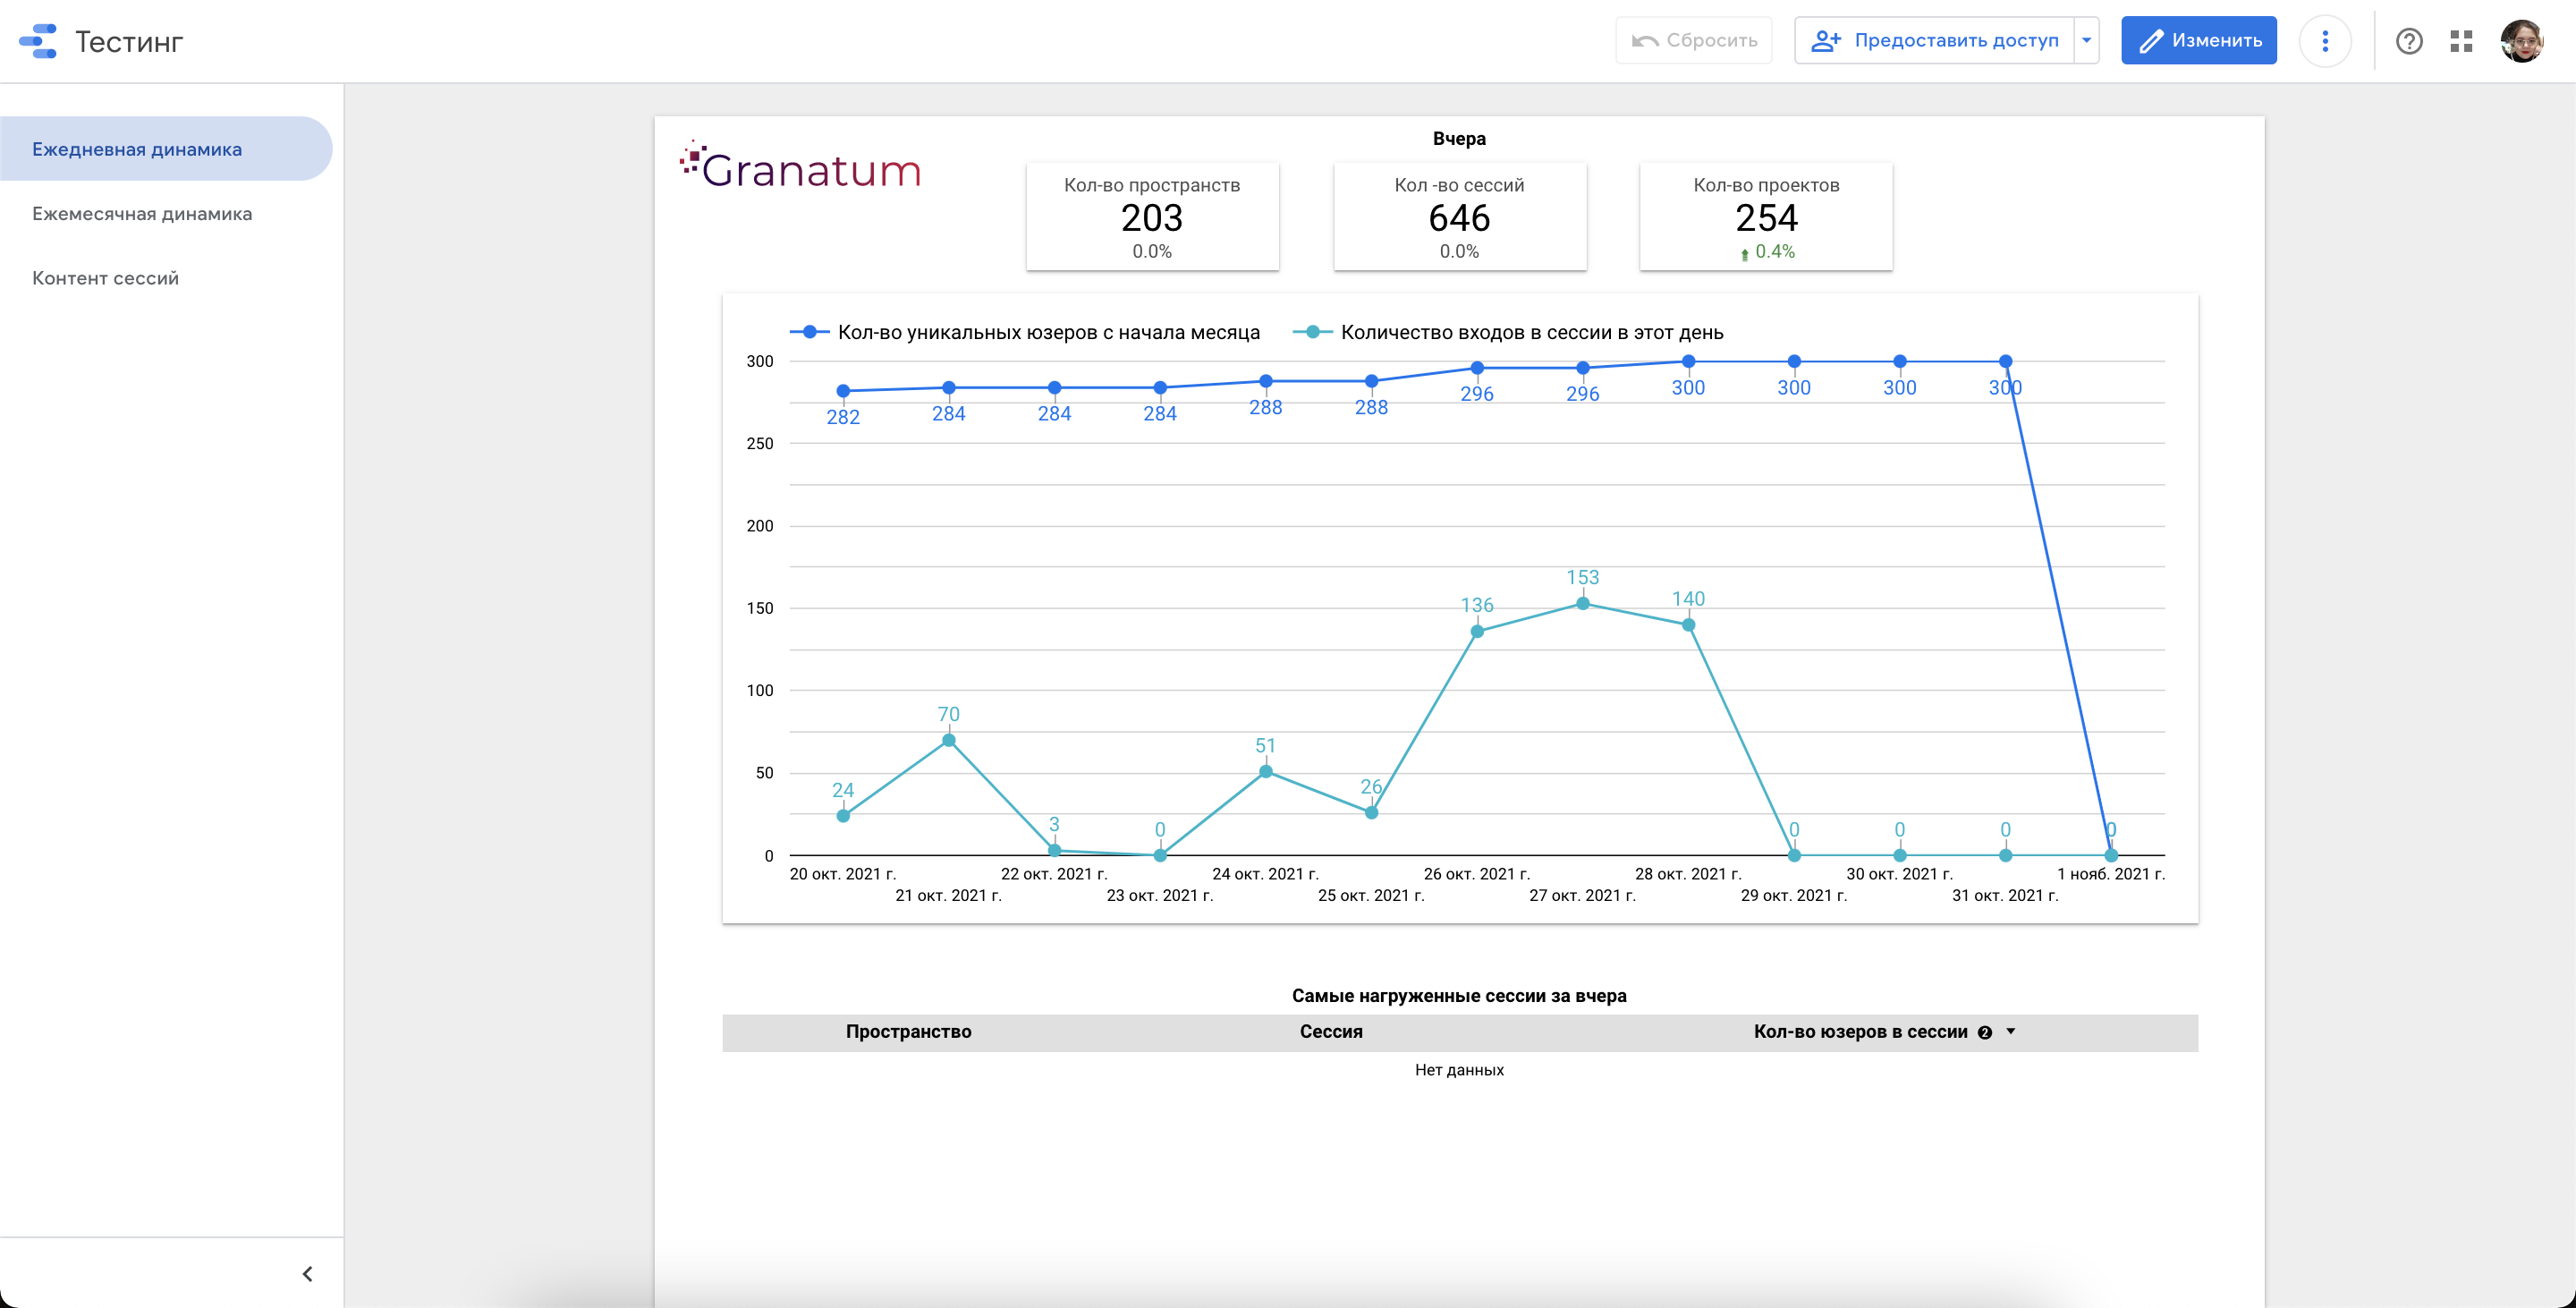 Тестинг
Сбросить
Предоставить доступ
Изменить
Ежедневная динамика
Ежемесячная динамика
Контент сессий
Granatum
Вчера
Кол-во пространств
203
0.0%
Кол -во сессий
646
0.0%
Кол-во проектов
254
0.4%
Кол-во уникальных юзеров с начала месяца
Количество входов в сессии в этот день
300
250
200
150
100
50
0
282
284
284
284
288
288
296
296
300
300
300
300
24
70
3
0
51
26
136
153
140
0
0
0
0
20 окт. 2021 г.
21 окт. 2021 г.
22 окт. 2021 г.
23 окт. 2021 г.
24 окт. 2021 г.
25 окт. 2021 г.
26 окт. 2021 г.
27 окт. 2021 г.
28 окт. 2021 г.
29 окт. 2021 г.
30 окт. 2021 г.
31 окт. 2021 г.
1 нояб. 2021 г.
Самые нагруженные сессии за вчера
Пространство
Сессия
Кол-во юзеров в сессии 2
Нет данных